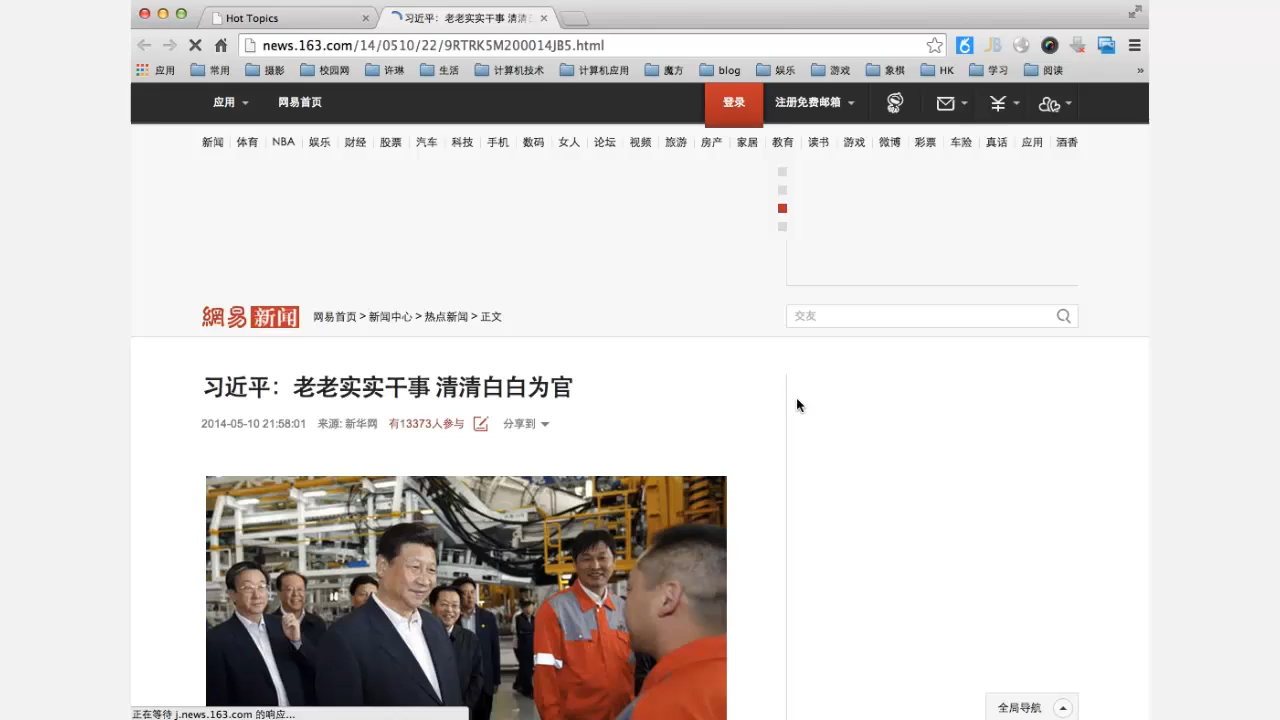 Hot Topics
习近平：老老实实干事 清清
news.163.com/14/0510/22/9RTRK5M200014JB5.html
应用 常用 摄影 校园网 许琳 生活 计算机技术 计算机应用 魔方 blog 娱乐 游戏 象棋 HK 学习 阅读 »
应用 网易首页 登录 注册免费邮箱
新闻 体育 NBA 娱乐 财经 股票 汽车 科技 手机 数码 女人 论坛 视频 旅游 房产 家居 教育 读书 游戏 微博 彩票 车险 真话 应用 酒香
網易 新闻 网易首页 > 新闻中心 > 热点新闻 > 正文 交友
习近平：老老实实干事 清清白白为官
2014-05-10 21:58:01 来源: 新华网 有13373人参与 分享到
正在等待 j.news.163.com 的响应...
全局导航